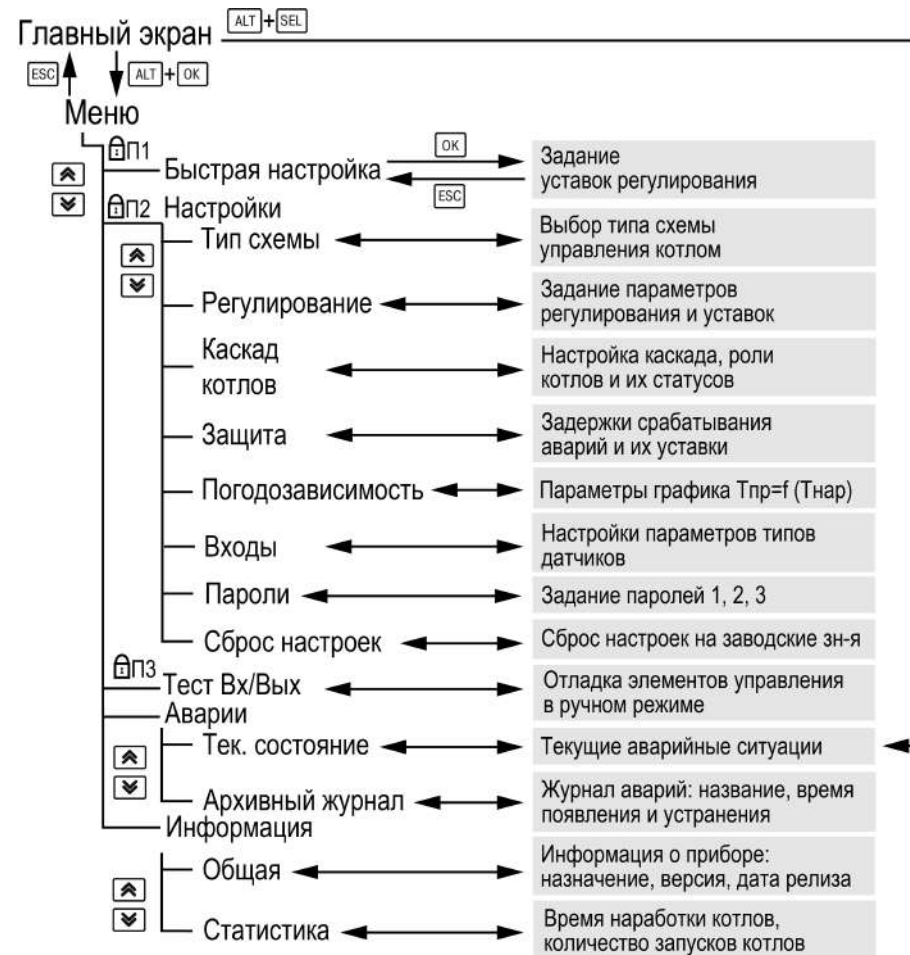 Главный экран ALT+SEL
ESC ALT+OK
Меню
П1
Быстрая настройка OK Задание
ESC уставок регулирования
П2 Настройки
Тип схемы Выбор типа схемы
управления котлом
Регулирование Задание параметров
регулирования и уставок
Каскад Настройка каскада, роли
котлов котлов и их статусов
Защита Задержки срабатывания
аварий и их уставки
Погодозависимость Параметры графика Тпр=f (Тнар)
Входы Настройки параметров типов
датчиков
Пароли Задание паролей 1, 2, 3
Сброс настроек Сброс настроек на заводские зн-я
П3
Тест Вх/Вых Отладка элементов управления
в ручном режиме
Аварии
Тек. состояние Текущие аварийные ситуации
Архивный журнал Журнал аварий: название, время
появления и устранения
Информация
Общая Информация о приборе:
назначение, версия, дата релиза
Статистика Время наработки котлов,
количество запусков котлов